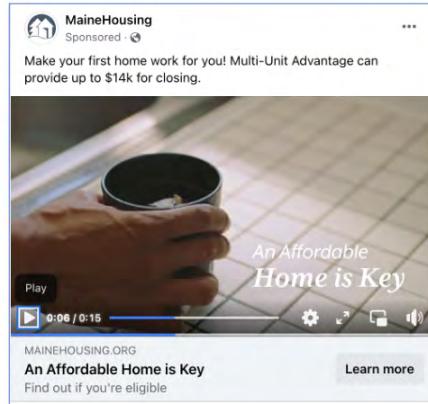 MaineHousing
Sponsored ·
Make your first home work for you! Multi-Unit Advantage can
provide up to $14k for closing.
An Affordable
Home is Key
Play
0:06 / 0:15
MAINEHOUSING.ORG
An Affordable Home is Key
Learn more
Find out if you're eligible